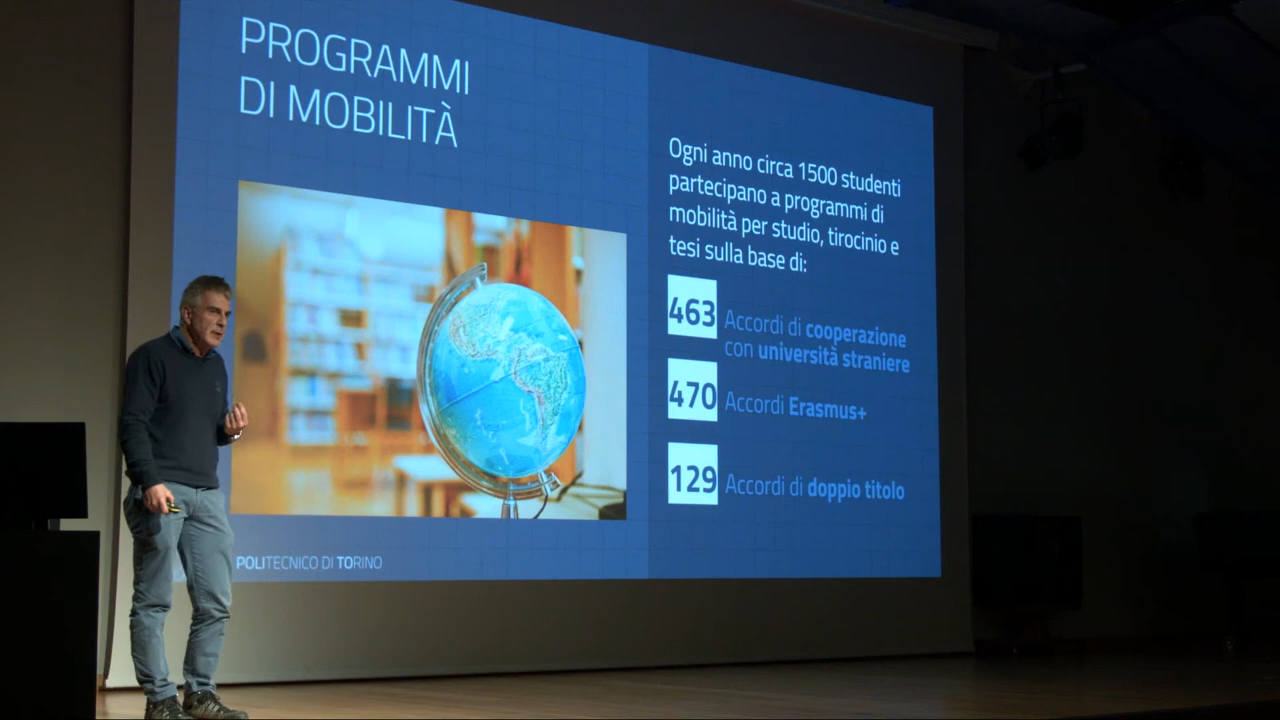 PROGRAMMI
DI MOBILITÀ
Ogni anno circa 1500 studenti
partecipano a programmi di
mobilità per studio, tirocinio e
tesi sulla base di:
463
Accordi di cooperazione
con università straniere
470
Accordi Erasmus+
129
Accordi di doppio titolo
POLITECNICO DI TORINO